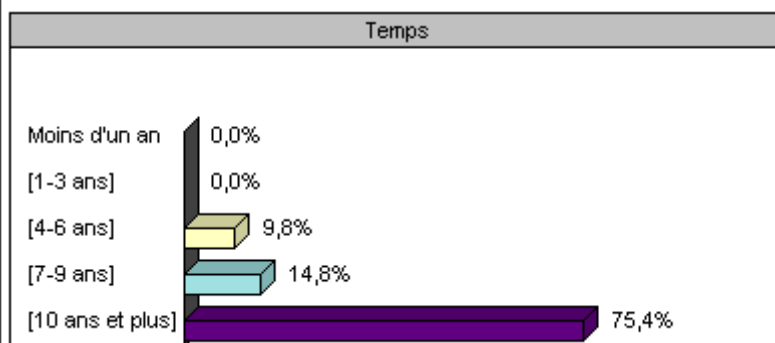 Temps
Moins d'un an 0,0%
[1-3 ans] 0,0%
[4-6 ans] 9,8%
[7-9 ans] 14,8%
[10 ans et plus] 75,4%